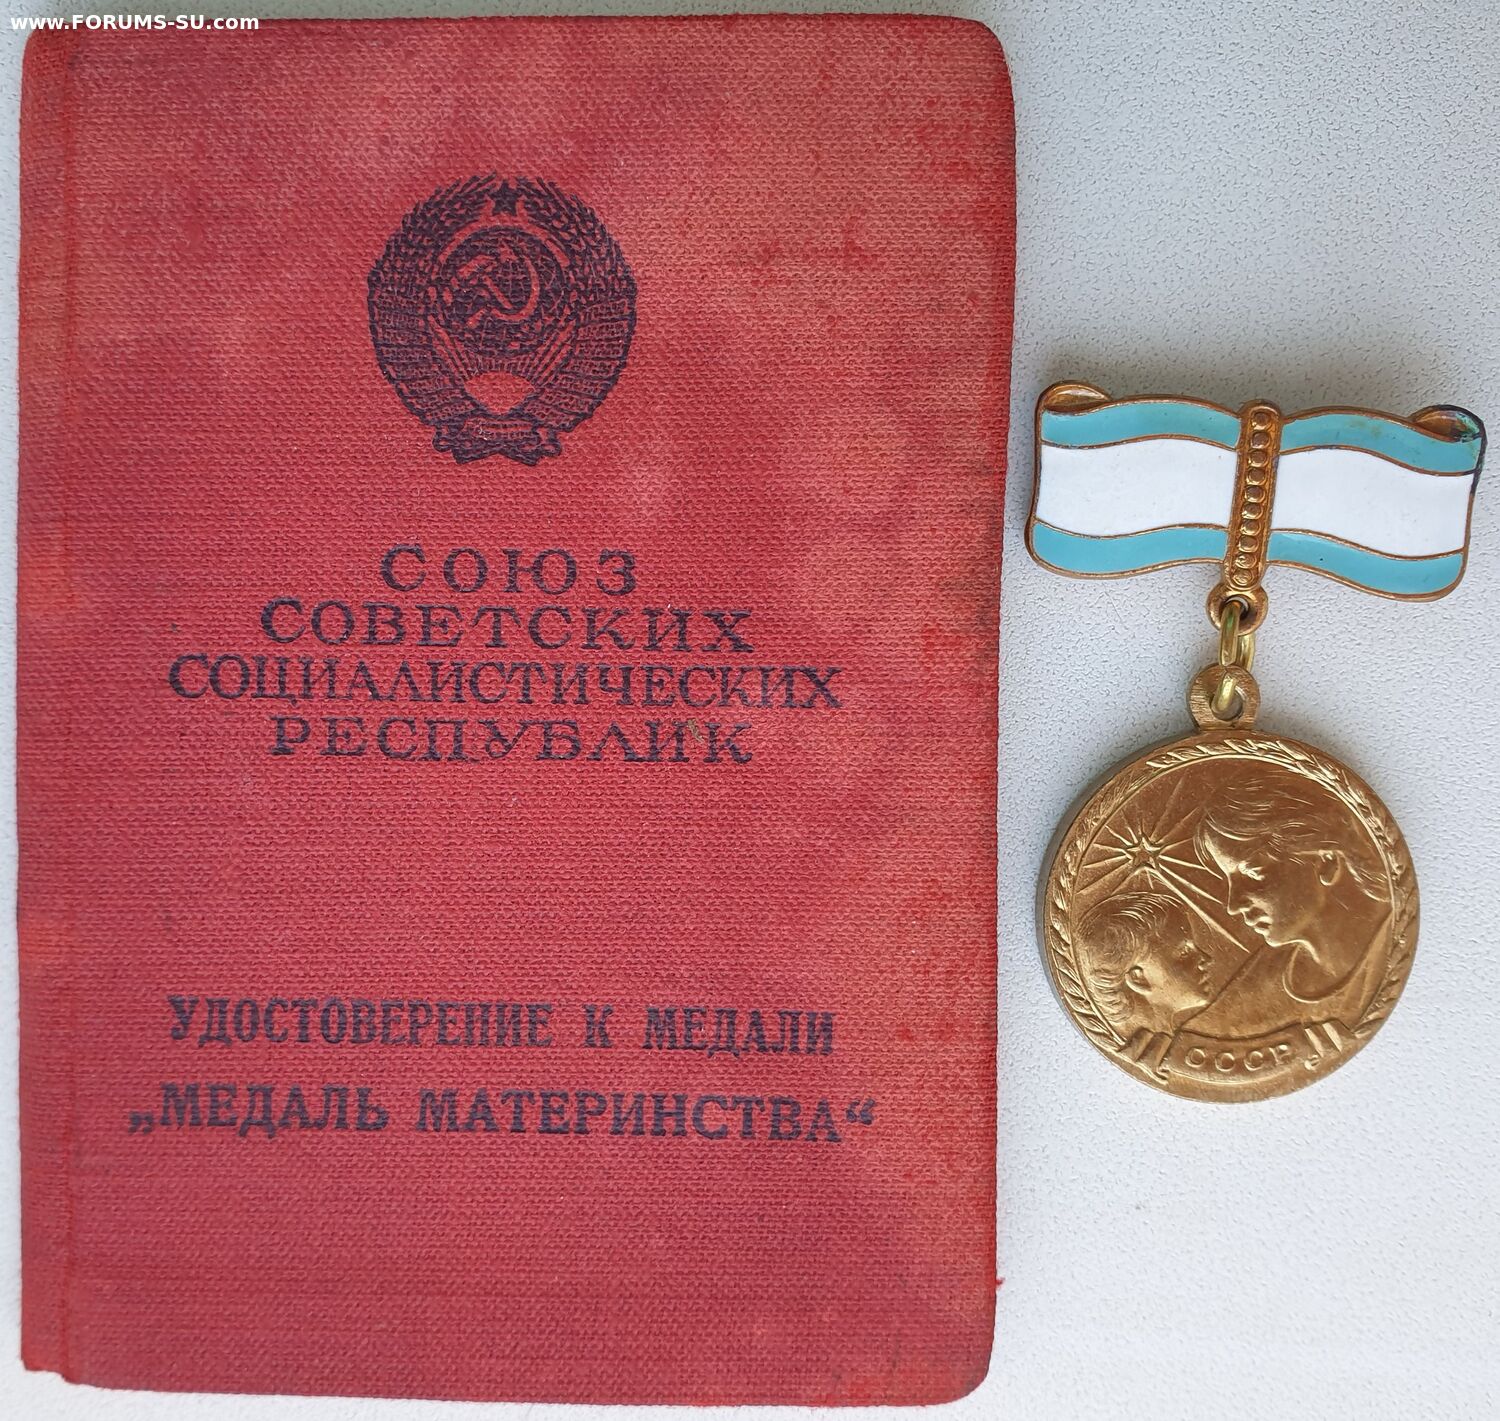 www.FORUMS-SU.com
СОЮЗ
СОВЕТСКИХ
СОЦИАЛИСТИЧЕСКИХ
РЕСПУБЛИК
УДОСТОВЕРЕНИЕ К МЕДАЛИ
„МЕДАЛЬ МАТЕРИНСТВА“
СССР